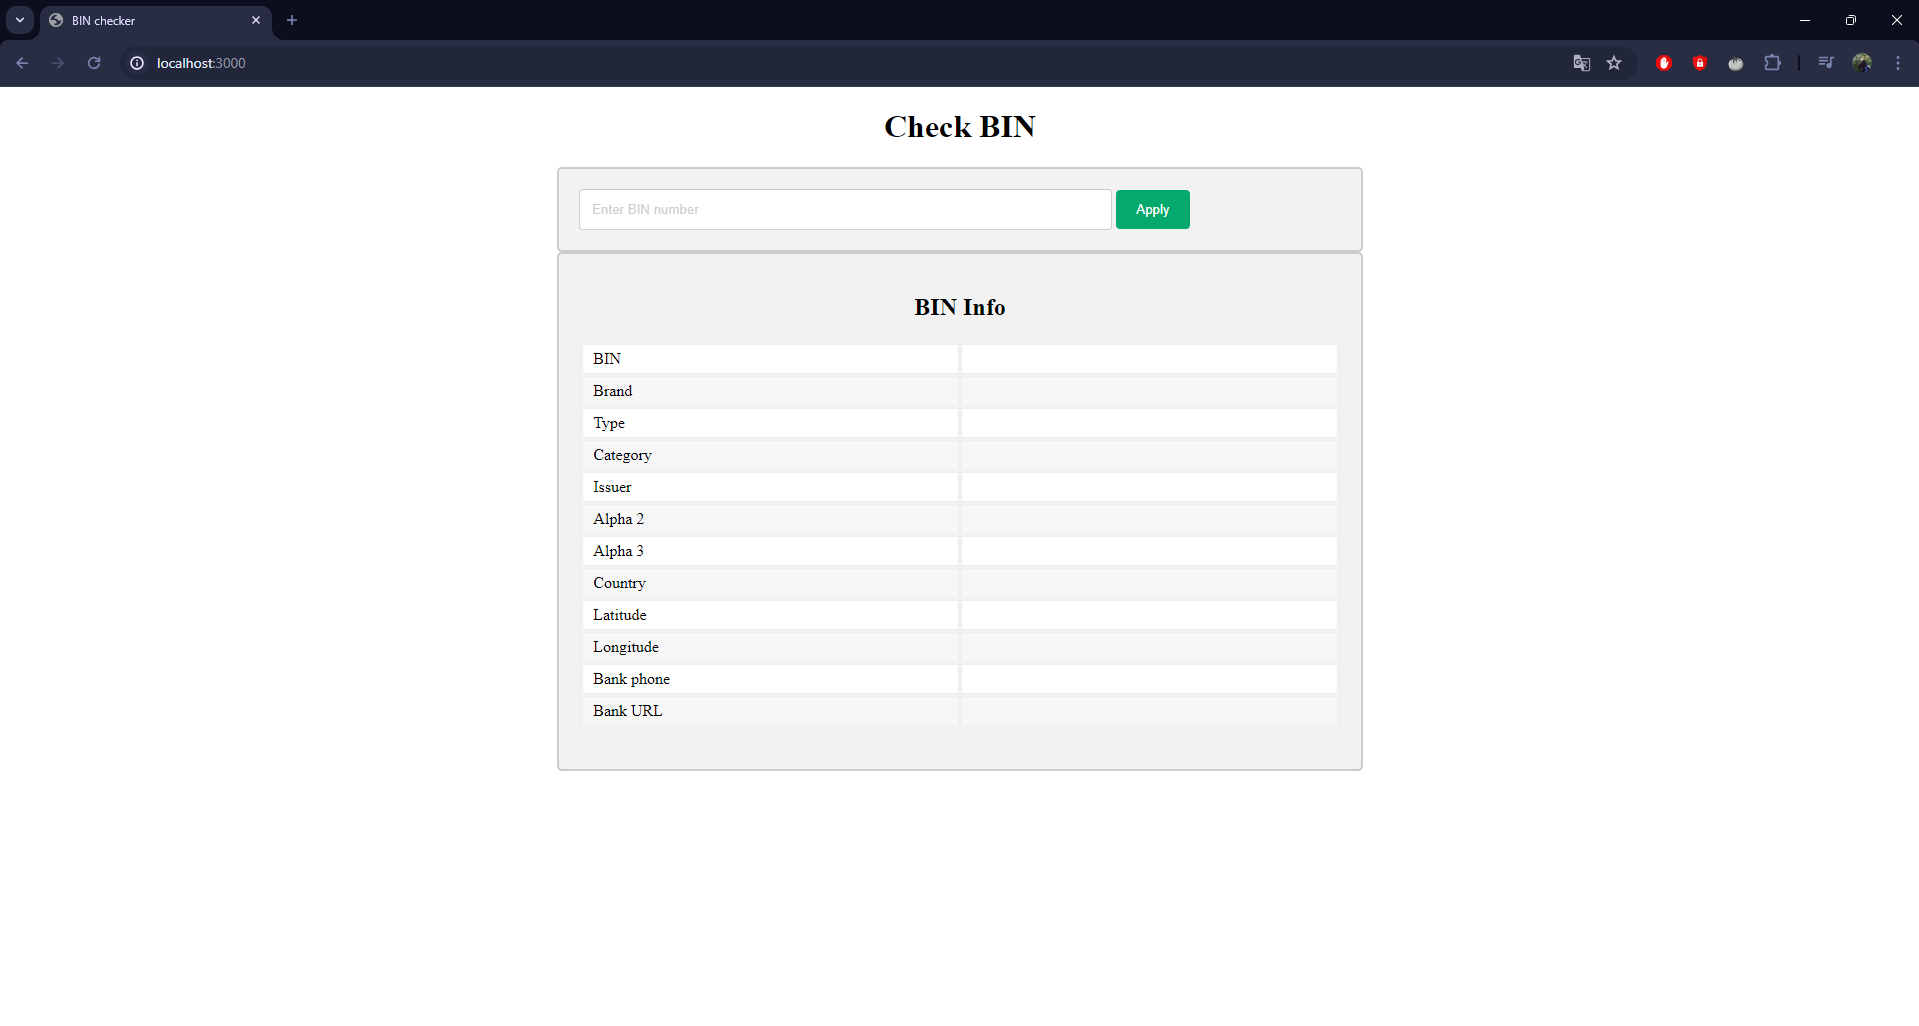 BIN checker
localhost:3000
Check BIN
Enter BIN number
Apply
BIN Info
BIN
Brand
Type
Category
Issuer
Alpha 2
Alpha 3
Country
Latitude
Longitude
Bank phone
Bank URL